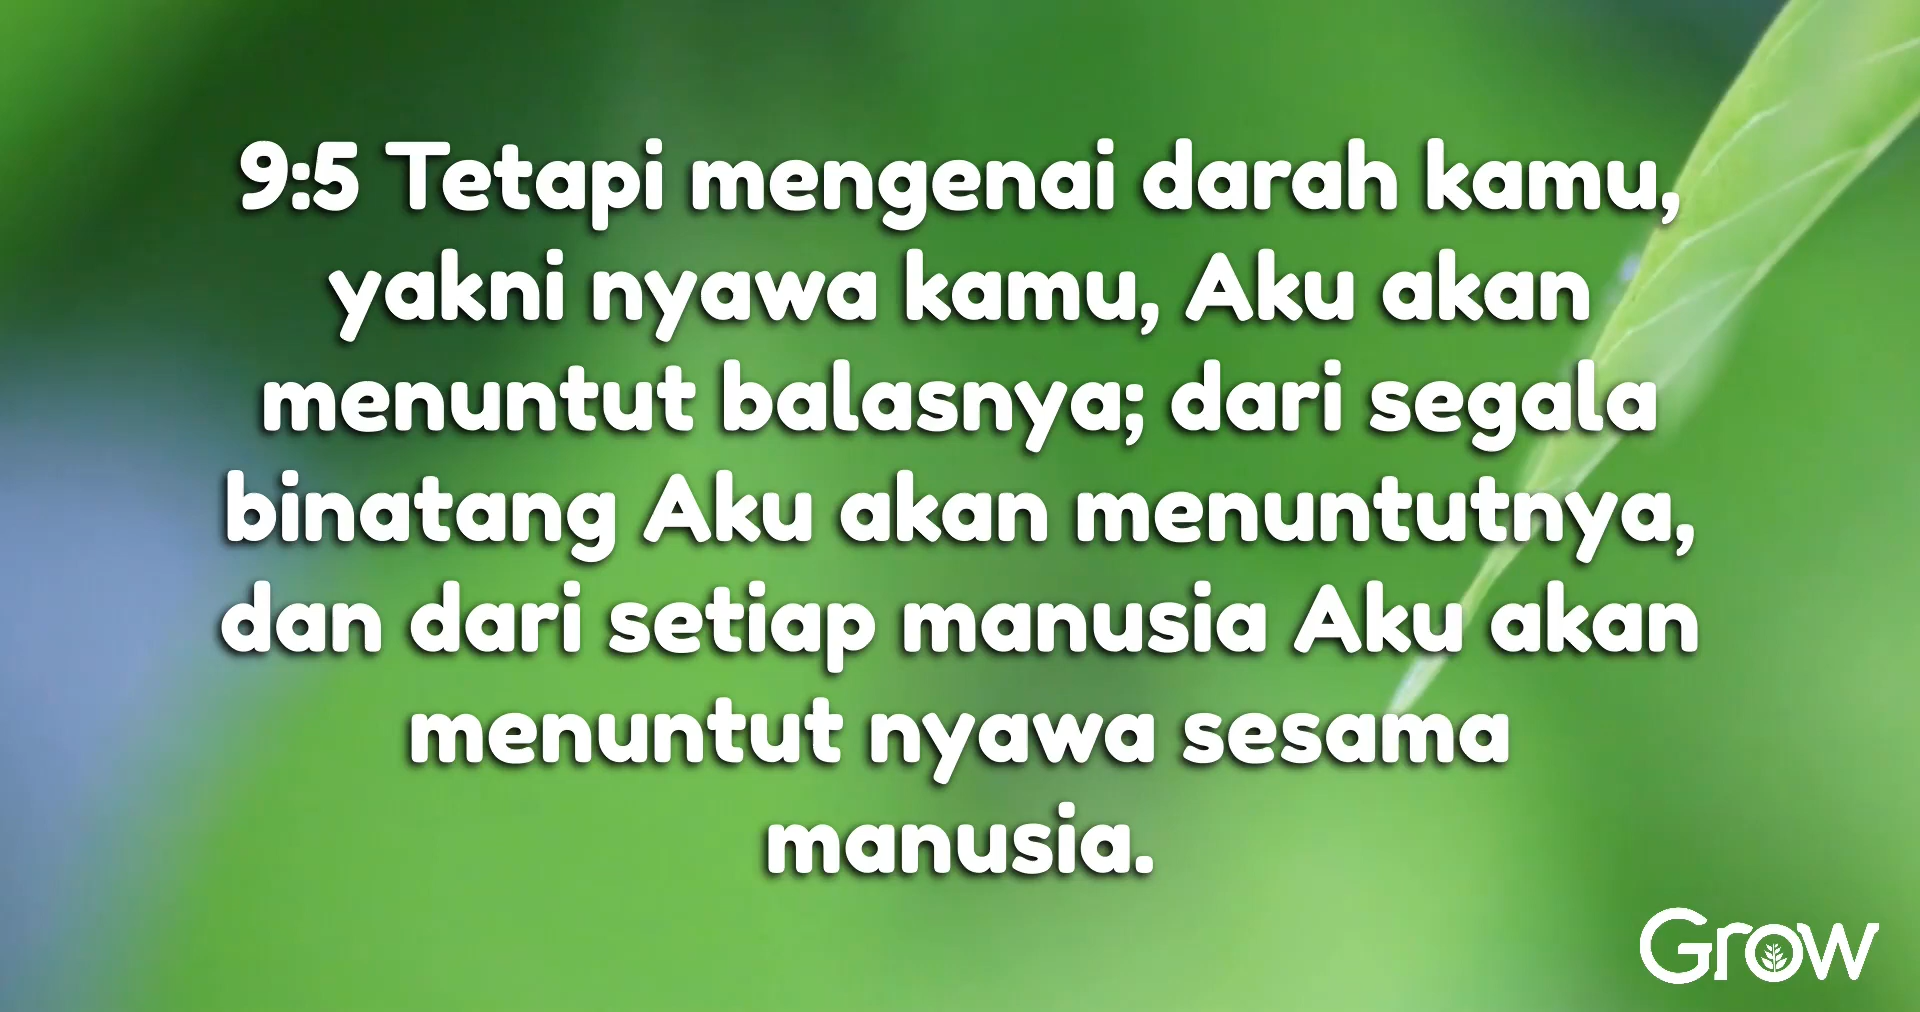 9:5 Tetapi mengenai darah kamu,
yakni nyawa kamu, Aku akan
menuntut balasnya; dari segala
binatang Aku akan menuntutnya,
dan dari setiap manusia Aku akan
menuntut nyawa sesama
manusia.
Grow